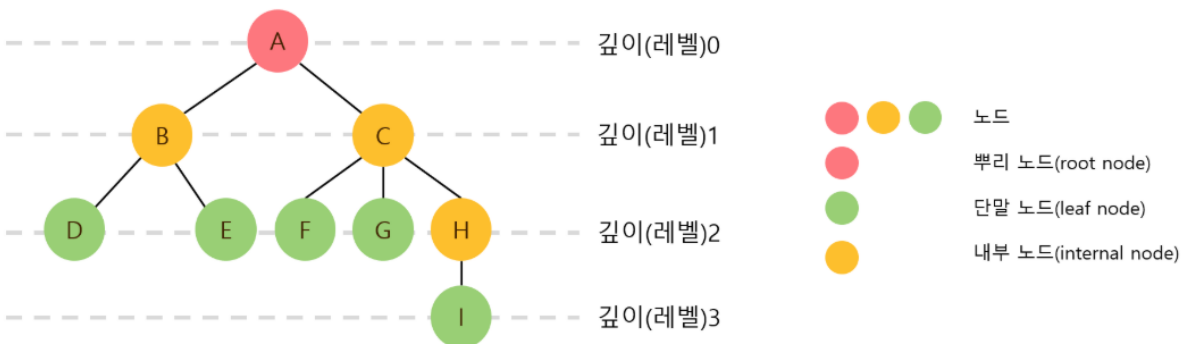 A
깊이(레벨)0
B
C
깊이(레벨)1
D
E
F
G
H
깊이(레벨)2
I
깊이(레벨)3
노드
뿌리 노드(root node)
단말 노드(leaf node)
내부 노드(internal node)